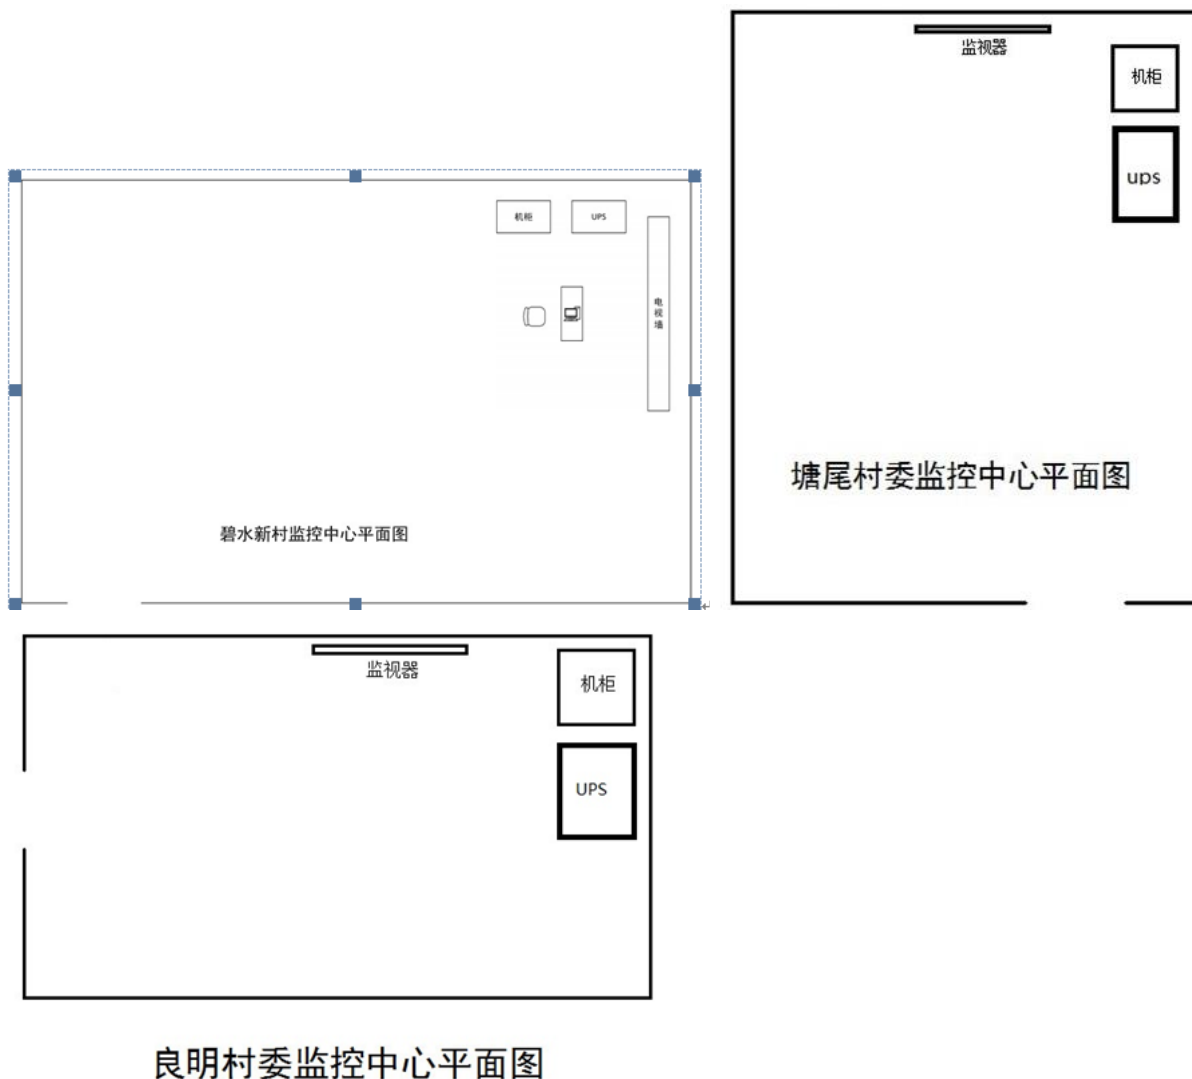 机柜
UPS
电视墙
碧水新村监控中心平面图
监视器
机柜
ups
塘尾村委监控中心平面图
监视器
机柜
UPS
良明村委监控中心平面图